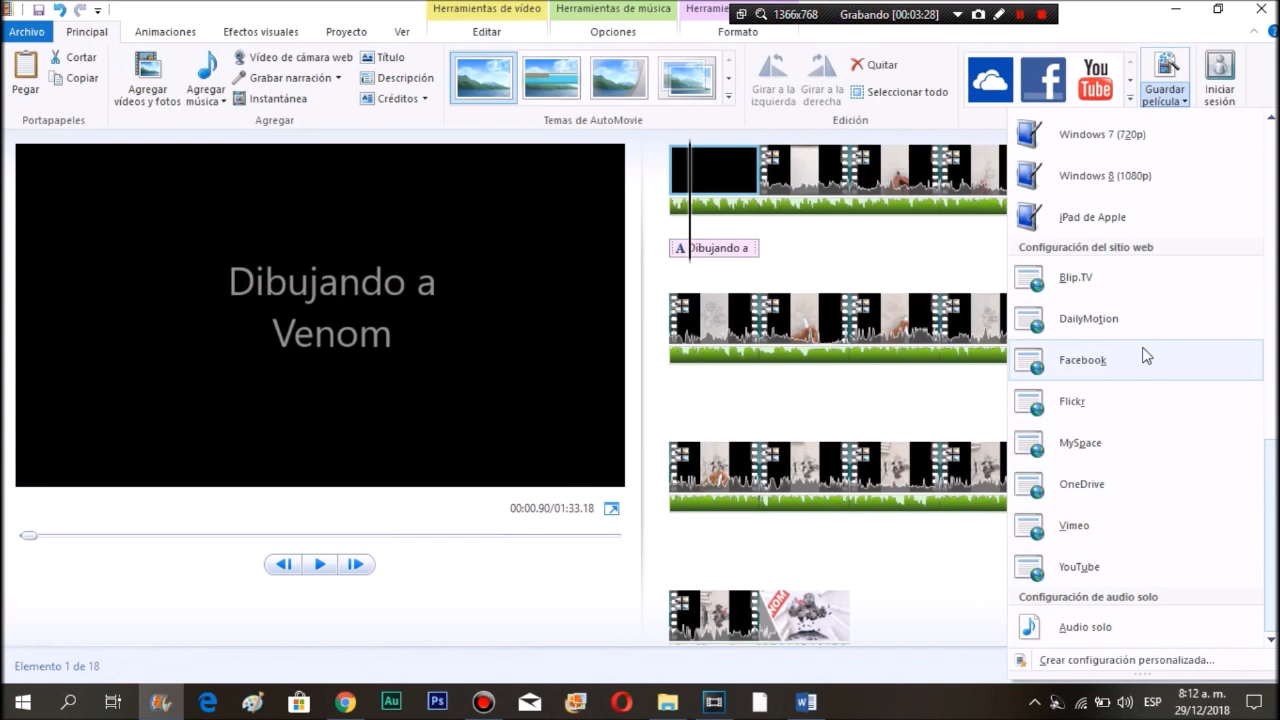 Herramientas de vídeo
Herramientas de música
Herramie
1366x768
Grabando [00:03:28]
Archivo
Principal
Animaciones
Efectos visuales
Proyecto
Ver
Editar
Opciones
Formato
Pegar
Cortar
Copiar
Portapapeles
Agregar
vídeos y fotos
Agregar
música
Vídeo de cámara web
Grabar narración
Instantánea
Título
Descripción
Créditos
Agregar
Temas de AutoMovie
Girar a la
izquierda
Girar a la
derecha
Quitar
Seleccionar todo
Edición
You
Tube
Guardar
película
Iniciar
sesión
Dibujando a
Venom
00:00.90/01:33.18
A Dibujando a
Windows 7 (720p)
Windows 8 (1080p)
iPad de Apple
Configuración del sitio web
Blip.TV
DailyMotion
Facebook
Flickr
MySpace
OneDrive
Vimeo
YouTube
Configuración de audio solo
Audio solo
Crear configuración personalizada...
Elemento 1 de 18
Au
Ps
ESP
8:12 a. m.
29/12/2018